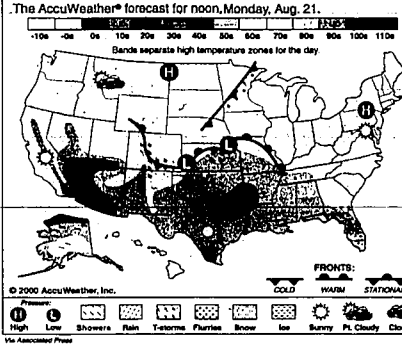 .The AccuWeather® forecast for noon, Monday, Aug. 21.
-10s -0s 0s 10s 20s 30s 40s 50s 60s 70s 80s 90s 100s 110s
Bands separate high temperature zones for the day.
H
H
L
L
FRONTS:
COLD WARM STATIONA
© 2000 AccuWeather, Inc.
Pressure:
H L
High Low Showers Rain T-storms Flurries Snow Ice Sunny Pt. Cloudy Clo
Via Associated Press